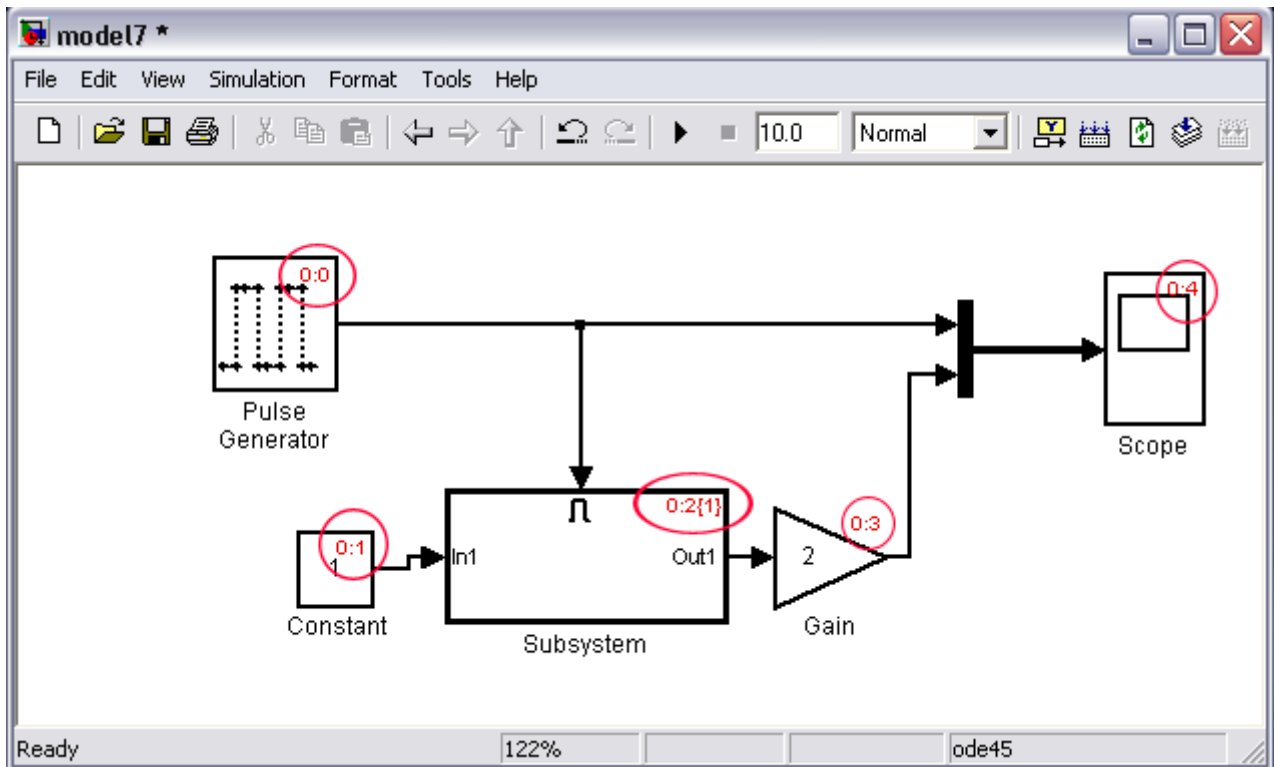 model7 *
File Edit View Simulation Format Tools Help
10.0 Normal
0:0
Pulse
Generator
0:4
Scope
0:1
1
Constant
0:2{1}
In1 Out1
Subsystem
0:3
2
Gain
Ready 122% ode45